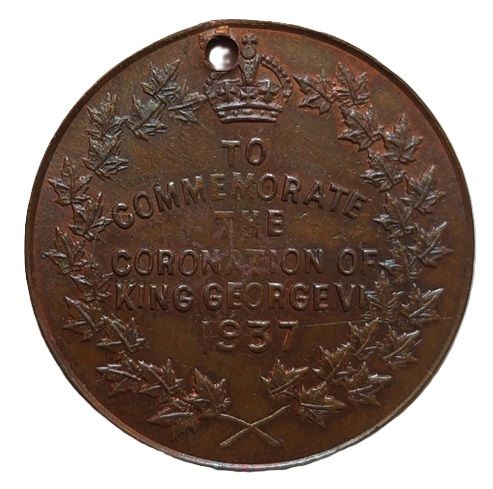 TO
COMMEMORATE
THE
CORONATION OF
KING GEORGE VI
1937